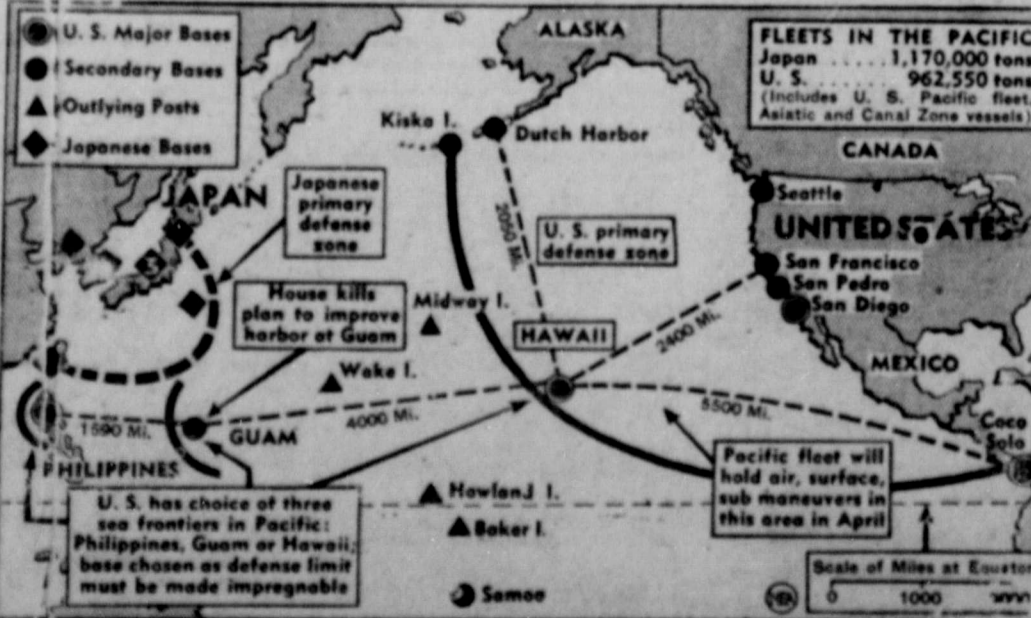 U. S. Major Bases
Secondary Bases
Outlying Posts
Japanese Bases
ALASKA
FLEETS IN THE PACIFIC
Japan ..... 1,170,000 tons
U. S. ........ 962,550 tons
(Includes U. S. Pacific fleet
Asiatic and Canal Zone vessels)
Kiska I.
Dutch Harbor
CANADA
JAPAN
Japanese
primary
defense
zone
2050 Mi.
U. S. primary
defense zone
Seattle
UNITED STATES
San Francisco
San Pedro
San Diego
House kills
plan to improve
harbor at Guam
Midway I.
HAWAII
2400 Mi.
MEXICO
Wake I.
1590 Mi.
GUAM
4000 Mi.
5500 Mi.
Coco
Solo
PHILIPPINES
U. S. has choice of three
sea frontiers in Pacific:
Philippines, Guam or Hawaii;
base chosen as defense limit
must be made impregnable
Howland I.
Baker I.
Samoa
Pacific fleet will
hold air, surface,
sub maneuvers in
this area in April
Scale of Miles at Equator
0 1000